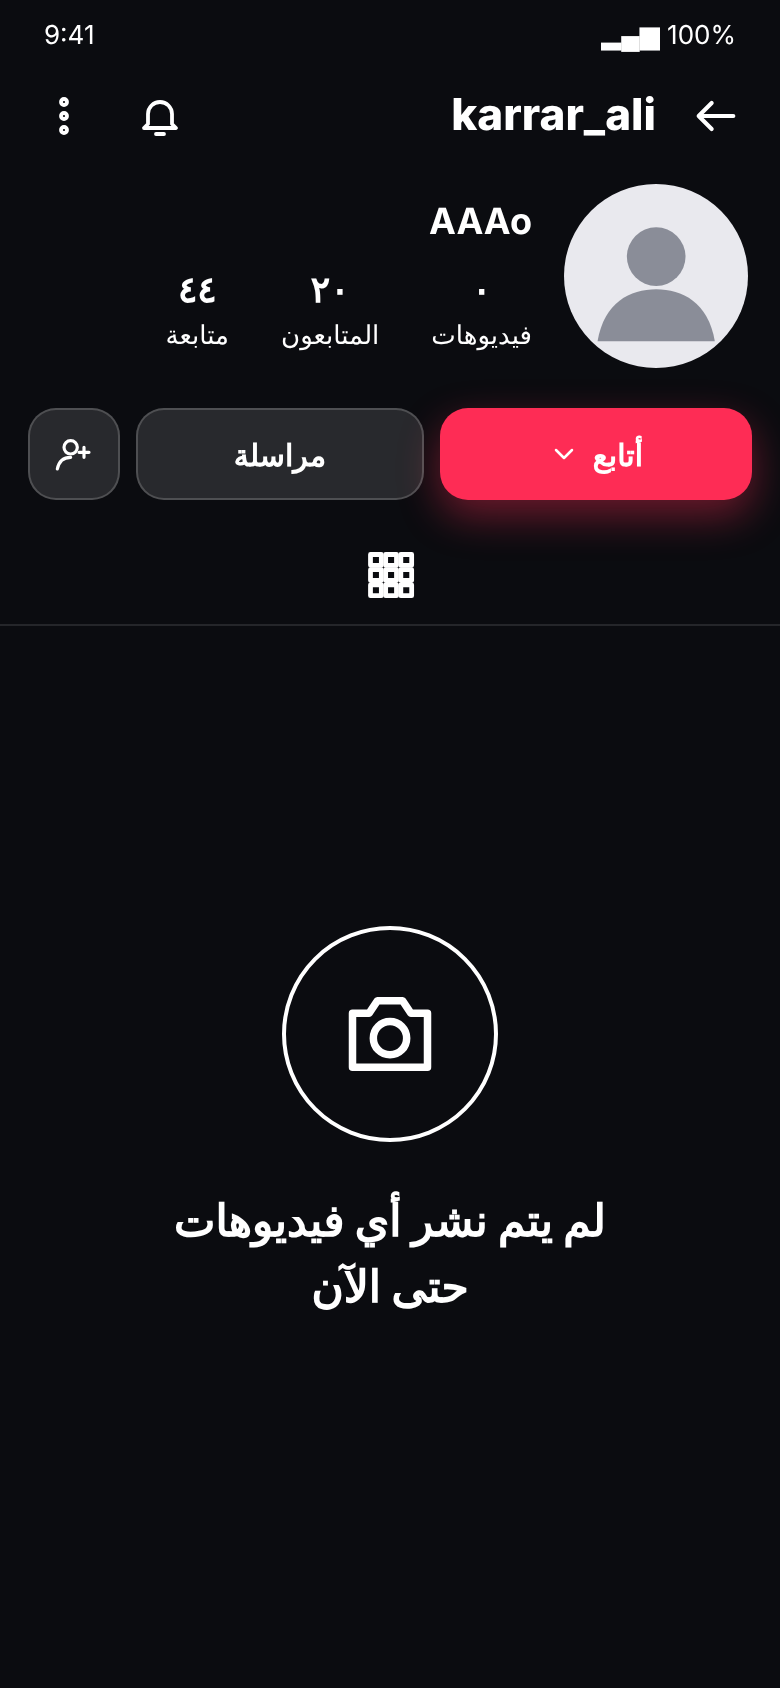 9:41
100%
karrar_ali
AAAo
٠
٢٠
٤٤
فيديوهات
المتابعون
متابعة
أتابع
مراسلة
لم يتم نشر أي فيديوهات
حتى الآن